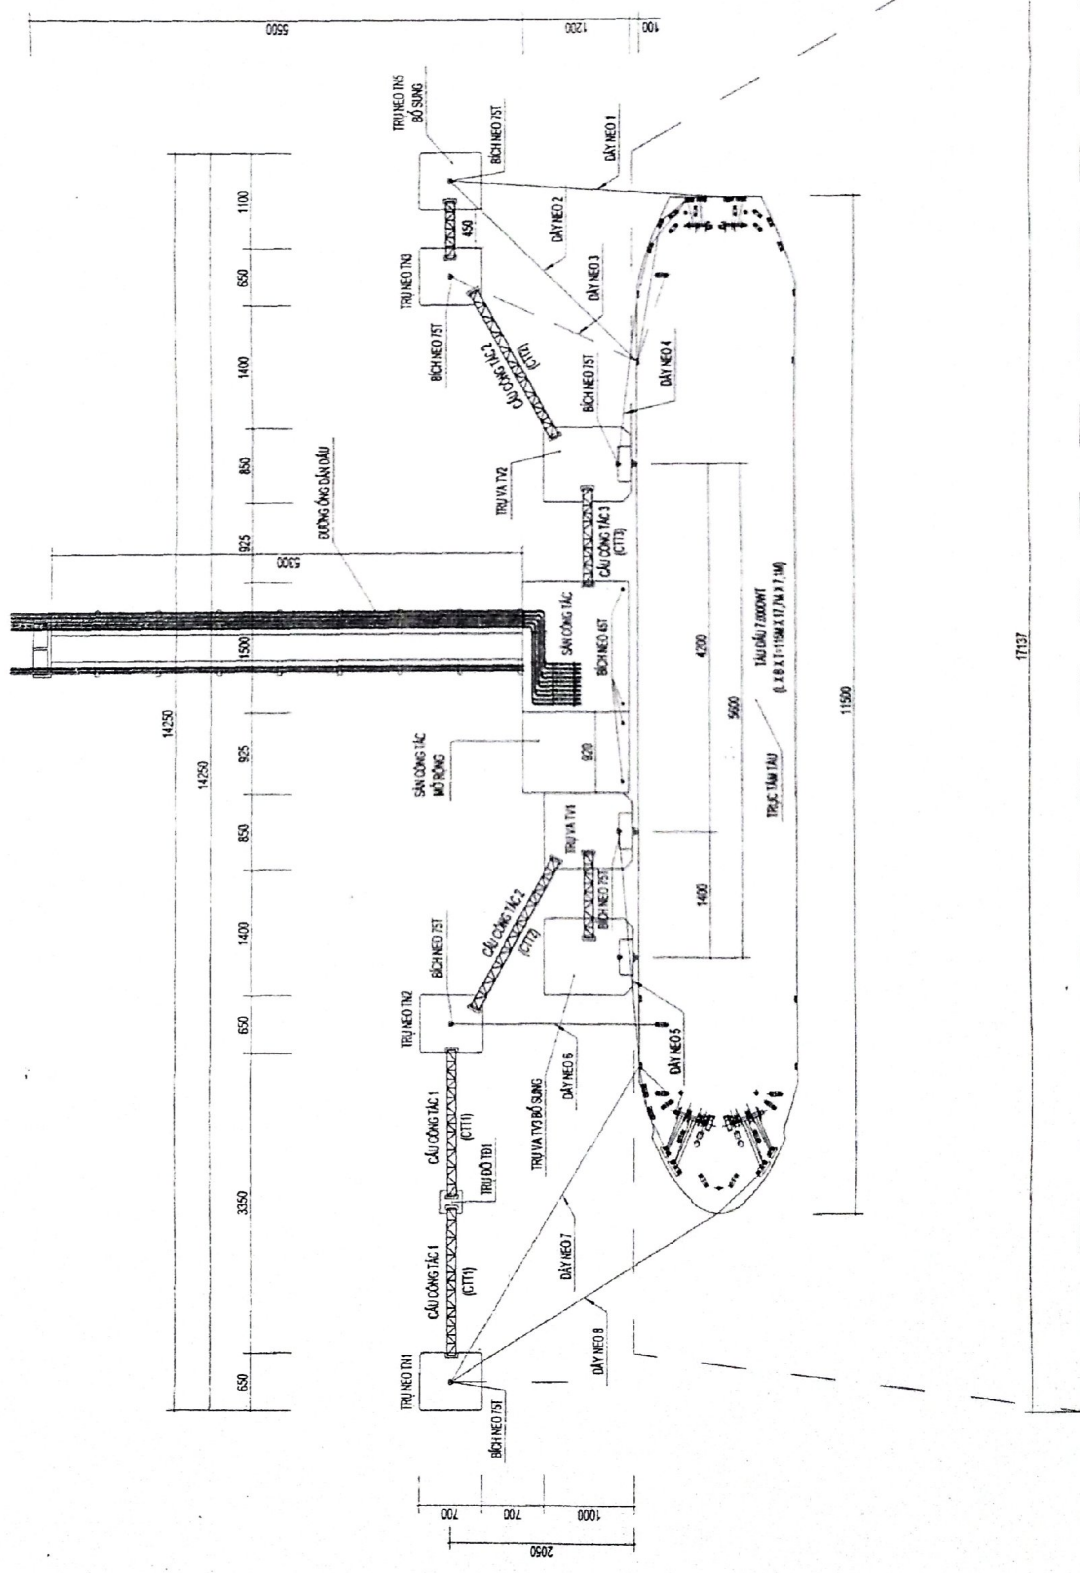 5500
1200
100
TRỤ NEO TN5
BỔ SUNG
BÍCH NEO 75T
DÂY NEO 1
1100
450
DÂY NEO 2
TRỤ NEO TN3
650
DÂY NEO 3
BÍCH NEO 75T
1400
CẦU CÔNG TÁC 2
(CTT2)
BÍCH NEO 75T
DÂY NEO 4
850
TRỤ VA TV2
ĐƯỜNG ỐNG DẪN DẦU
925
5300
CẦU CÔNG TÁC 3
(CTT3)
SÀN CÔNG TÁC
BÍCH NEO 45T
1500
4200
TÀU DẦU 7.000DWT
(L X B X T=115M X 17,7M X 7,1M)
17137
14250
14250
5600
11500
925
SÀN CÔNG TÁC
MỞ RỘNG
920
TRỤC TÂM TÀU
850
TRỤ VA TV1
1400
BÍCH NEO 75T
1400
CẦU CÔNG TÁC 2
(CTT2)
BÍCH NEO 75T
650
TRỤ NEO TN2
DÂY NEO 5
DÂY NEO 6
TRỤ VA TV3 BỔ SUNG
CẦU CÔNG TÁC 1
(CTT1)
TRỤ ĐỠ TĐ1
3350
CẦU CÔNG TÁC 1
(CTT1)
DÂY NEO 7
DÂY NEO 8
650
TRỤ NEO TN1
BÍCH NEO 75T
700
700
1000
2050